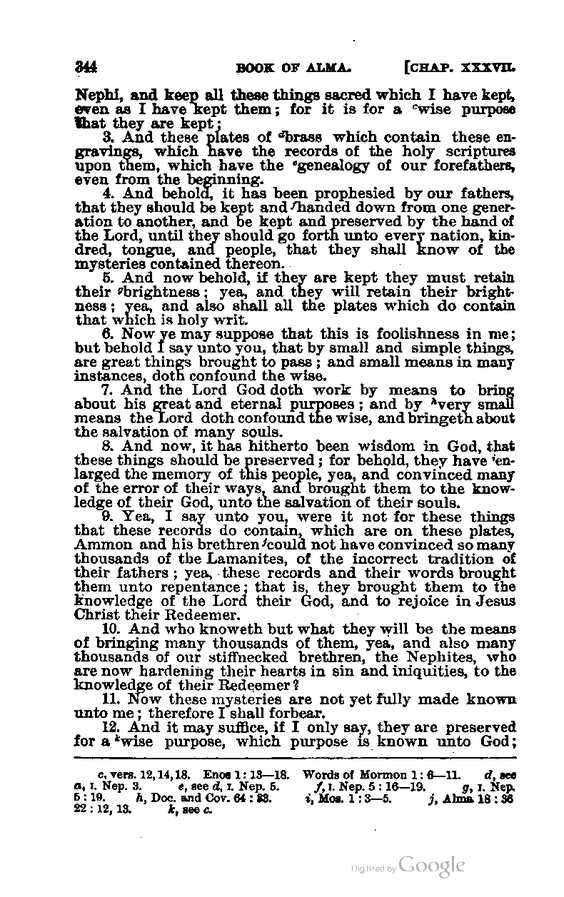 344 BOOK OF ALMA. [CHAP. XXXVII.
Nephi, and keep all these things sacred which I have kept,
even as I have kept them; for it is for a ᶜwise purpose
that they are kept;
3. And these plates of ᵈbrass which contain these en-
gravings, which have the records of the holy scriptures
upon them, which have the ᵉgenealogy of our forefathers,
even from the beginning.
4. And behold, it has been prophesied by our fathers,
that they should be kept and ᶠhanded down from one gener-
ation to another, and be kept and preserved by the hand of
the Lord, until they should go forth unto every nation, kin-
dred, tongue, and people, that they shall know of the
mysteries contained thereon.
5. And now behold, if they are kept they must retain
their ᵍbrightness; yea, and they will retain their bright-
ness; yea, and also shall all the plates which do contain
that which is holy writ.
6. Now ye may suppose that this is foolishness in me;
but behold I say unto you, that by small and simple things,
are great things brought to pass; and small means in many
instances, doth confound the wise.
7. And the Lord God doth work by means to bring
about his great and eternal purposes; and by ʰvery small
means the Lord doth confound the wise, and bringeth about
the salvation of many souls.
8. And now, it has hitherto been wisdom in God, that
these things should be preserved; for behold, they have ⁱen-
larged the memory of this people, yea, and convinced many
of the error of their ways, and brought them to the know-
ledge of their God, unto the salvation of their souls.
9. Yea, I say unto you, were it not for these things
that these records do contain, which are on these plates,
Ammon and his brethren ʲcould not have convinced so many
thousands of the Lamanites, of the incorrect tradition of
their fathers; yea, these records and their words brought
them unto repentance; that is, they brought them to the
knowledge of the Lord their God, and to rejoice in Jesus
Christ their Redeemer.
10. And who knoweth but what they will be the means
of bringing many thousands of them, yea, and also many
thousands of our stiffnecked brethren, the Nephites, who
are now hardening their hearts in sin and iniquities, to the
knowledge of their Redeemer?
11. Now these mysteries are not yet fully made known
unto me; therefore I shall forbear.
12. And it may suffice, if I only say, they are preserved
for a ᵏwise purpose, which purpose is known unto God;
c, vers. 12, 14, 18. Enos 1: 13—18. Words of Mormon 1: 6—11. d, see
a, I. Nep. 3. e, see d, I. Nep. 5. f, I. Nep. 5: 16—19. g, I. Nep.
5: 19. h, Doc. and Cov. 64: 33. i, Mos. 1: 3—5. j, Alma 18: 36
22: 12, 13. k, see c.
Digitized by Google